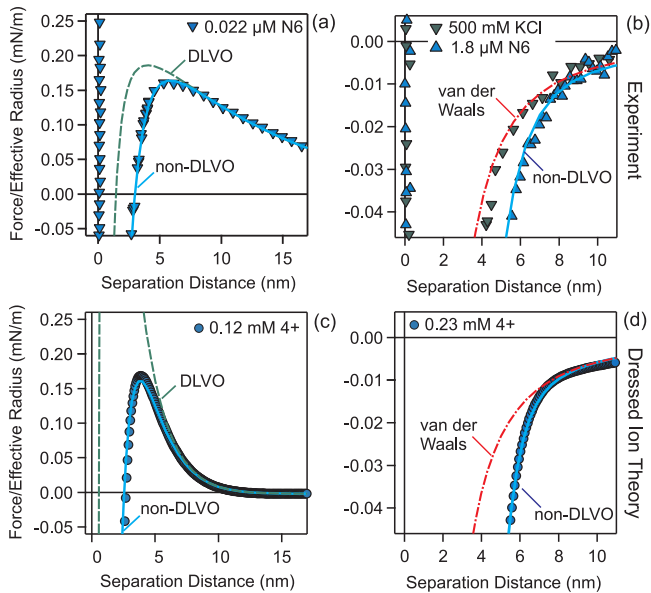 0.022 µM N6
(a)
DLVO
non-DLVO
0.25
0.20
0.15
0.10
0.05
0.00
-0.05
Force/Effective Radius (mN/m)
0
5
10
15
Separation Distance (nm)
500 mM KCl
1.8 µM N6
(b)
van der
Waals
non-DLVO
0.00
-0.01
-0.02
-0.03
-0.04
0
2
4
6
8
10
Separation Distance (nm)
Experiment
0.12 mM 4+
(c)
DLVO
non-DLVO
0.25
0.20
0.15
0.10
0.05
0.00
-0.05
Force/Effective Radius (mN/m)
0
5
10
15
Separation Distance (nm)
0.23 mM 4+
(d)
van der
Waals
non-DLVO
0.00
-0.01
-0.02
-0.03
-0.04
0
2
4
6
8
10
Separation Distance (nm)
Dressed Ion Theory